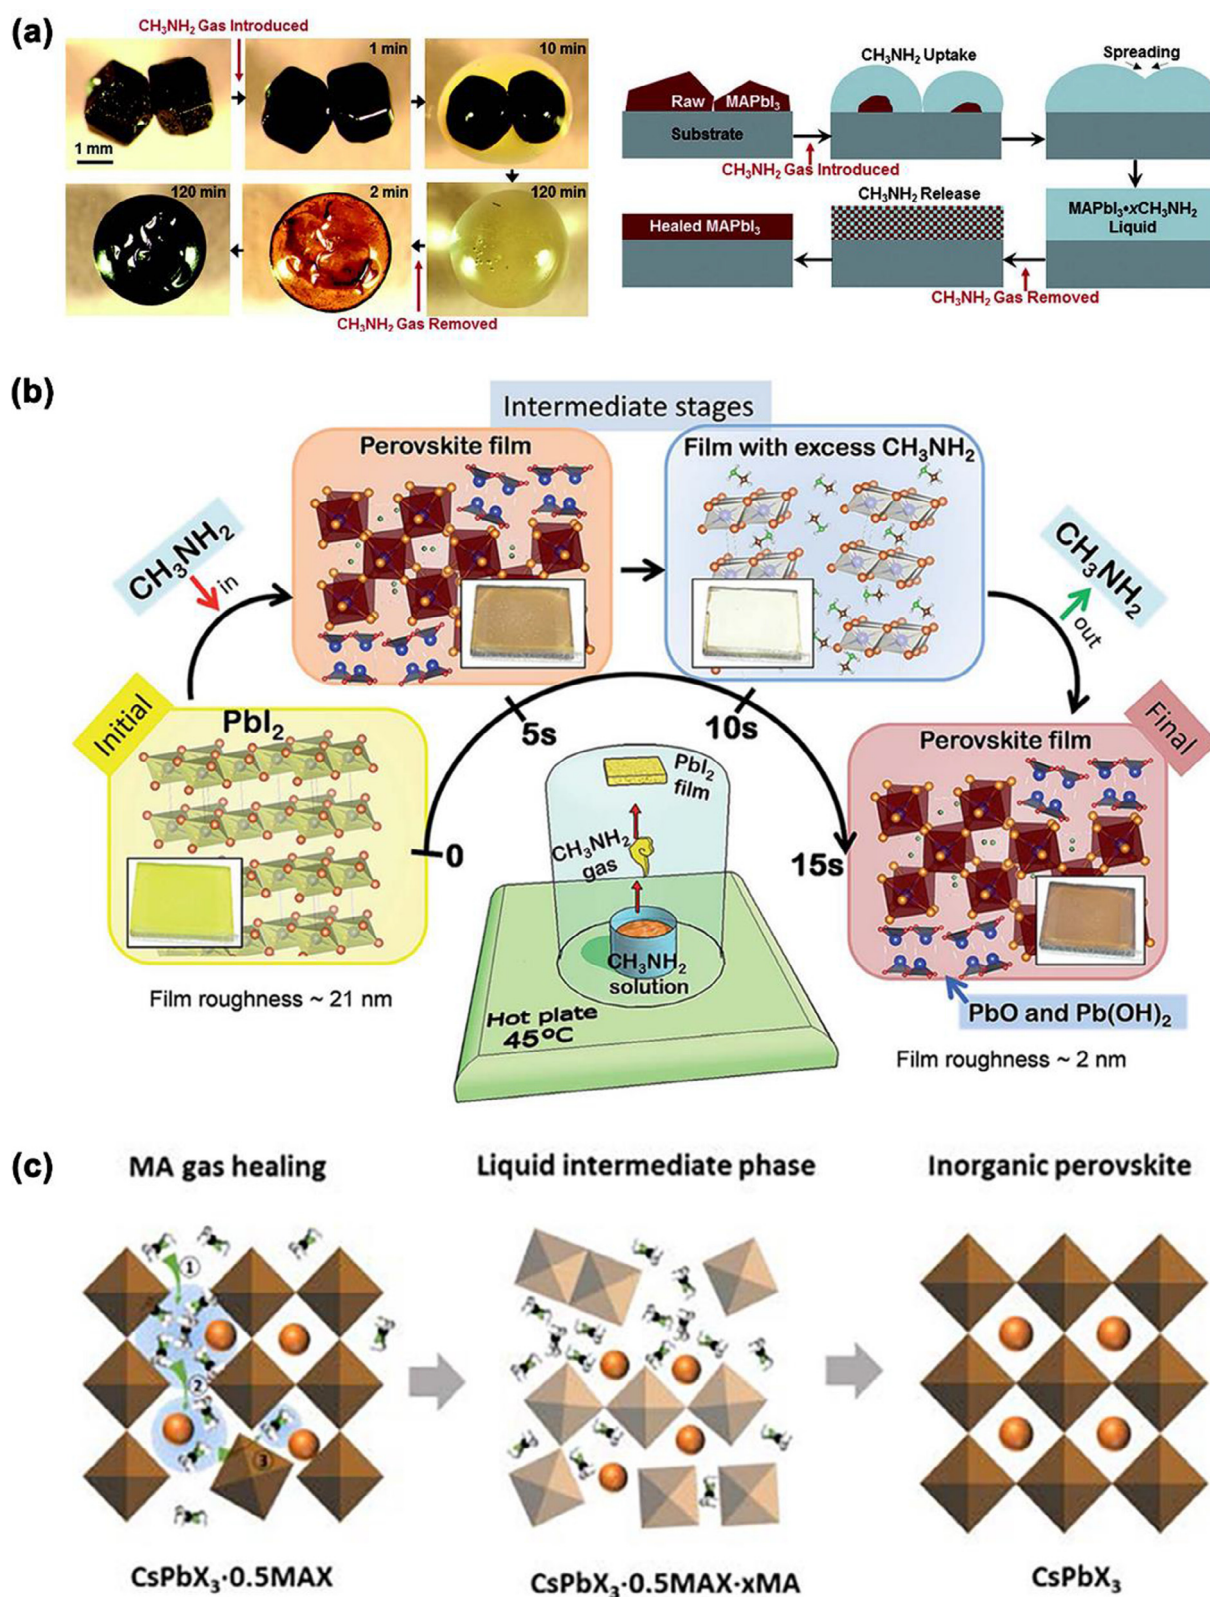 (a)
CH₃NH₂ Gas Introduced
1 min
10 min
1 mm
120 min
2 min
120 min
CH₃NH₂ Gas Removed
CH₃NH₂ Uptake
Spreading
Raw MAPbI₃
Substrate
CH₃NH₂ Gas Introduced
CH₃NH₂ Release
MAPbI₃•xCH₃NH₂
Liquid
Healed MAPbI₃
CH₃NH₂ Gas Removed
(b)
Intermediate stages
Perovskite film
Film with excess CH₃NH₂
CH₃NH₂
in
CH₃NH₂
out
Initial
PbI₂
Final
Perovskite film
0
5s
10s
15s
PbI₂
film
CH₃NH₂
gas
CH₃NH₂
solution
Hot plate
45ºC
Film roughness ~ 21 nm
PbO and Pb(OH)₂
Film roughness ~ 2 nm
(c)
MA gas healing
Liquid intermediate phase
Inorganic perovskite
①
②
③
CsPbX₃·0.5MAX
CsPbX₃·0.5MAX·xMA
CsPbX₃